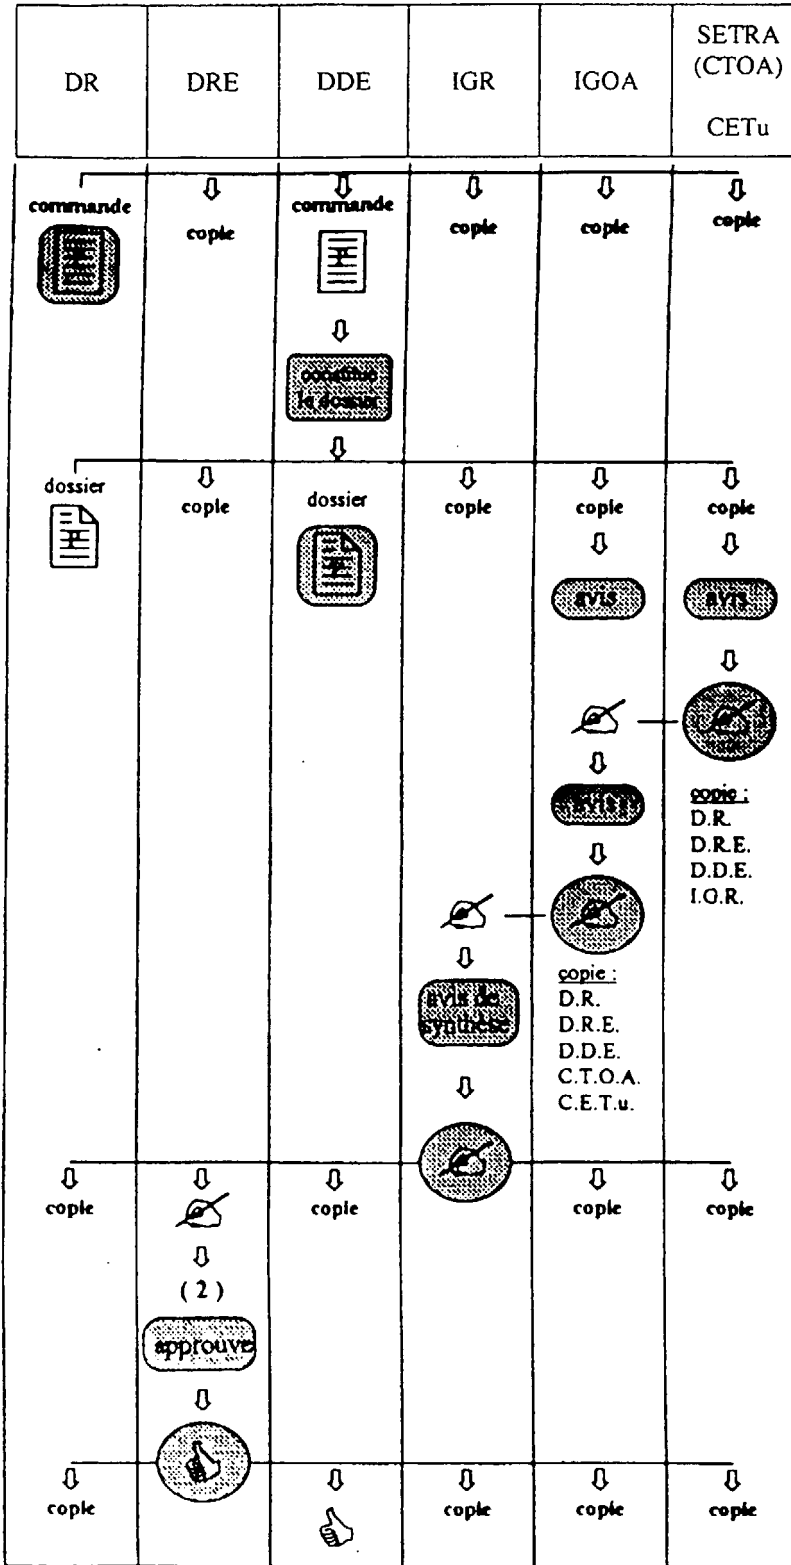 DR DRE DDE IGR IGOA SETRA
(CTOA)
CETu
commande copie commande copie copie copie
constitue
le dossier
dossier copie dossier copie copie copie
avis avis
avis
copie :
D.R.
D.R.E.
D.D.E.
I.G.R.
avis de
synthèse
copie :
D.R.
D.R.E.
D.D.E.
C.T.O.A.
C.E.T.u.
copie copie copie copie
( 2 )
approuve
copie copie copie copie